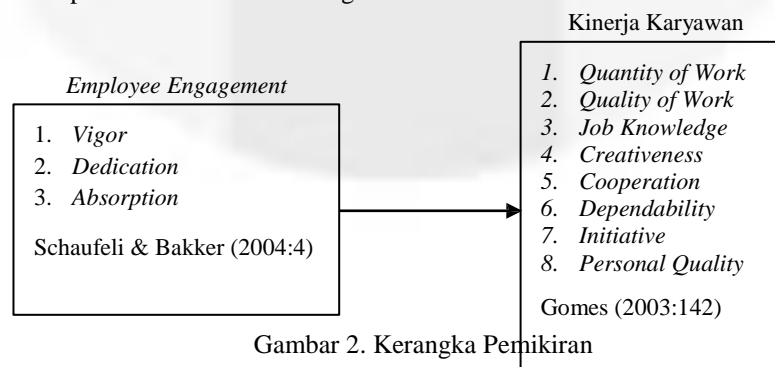 Kinerja Karyawan
Employee Engagement
1. Vigor
2. Dedication
3. Absorption
Schaufeli & Bakker (2004:4)
1. Quantity of Work
2. Quality of Work
3. Job Knowledge
4. Creativeness
5. Cooperation
6. Dependability
7. Initiative
8. Personal Quality
Gomes (2003:142)
Gambar 2. Kerangka Pemikiran